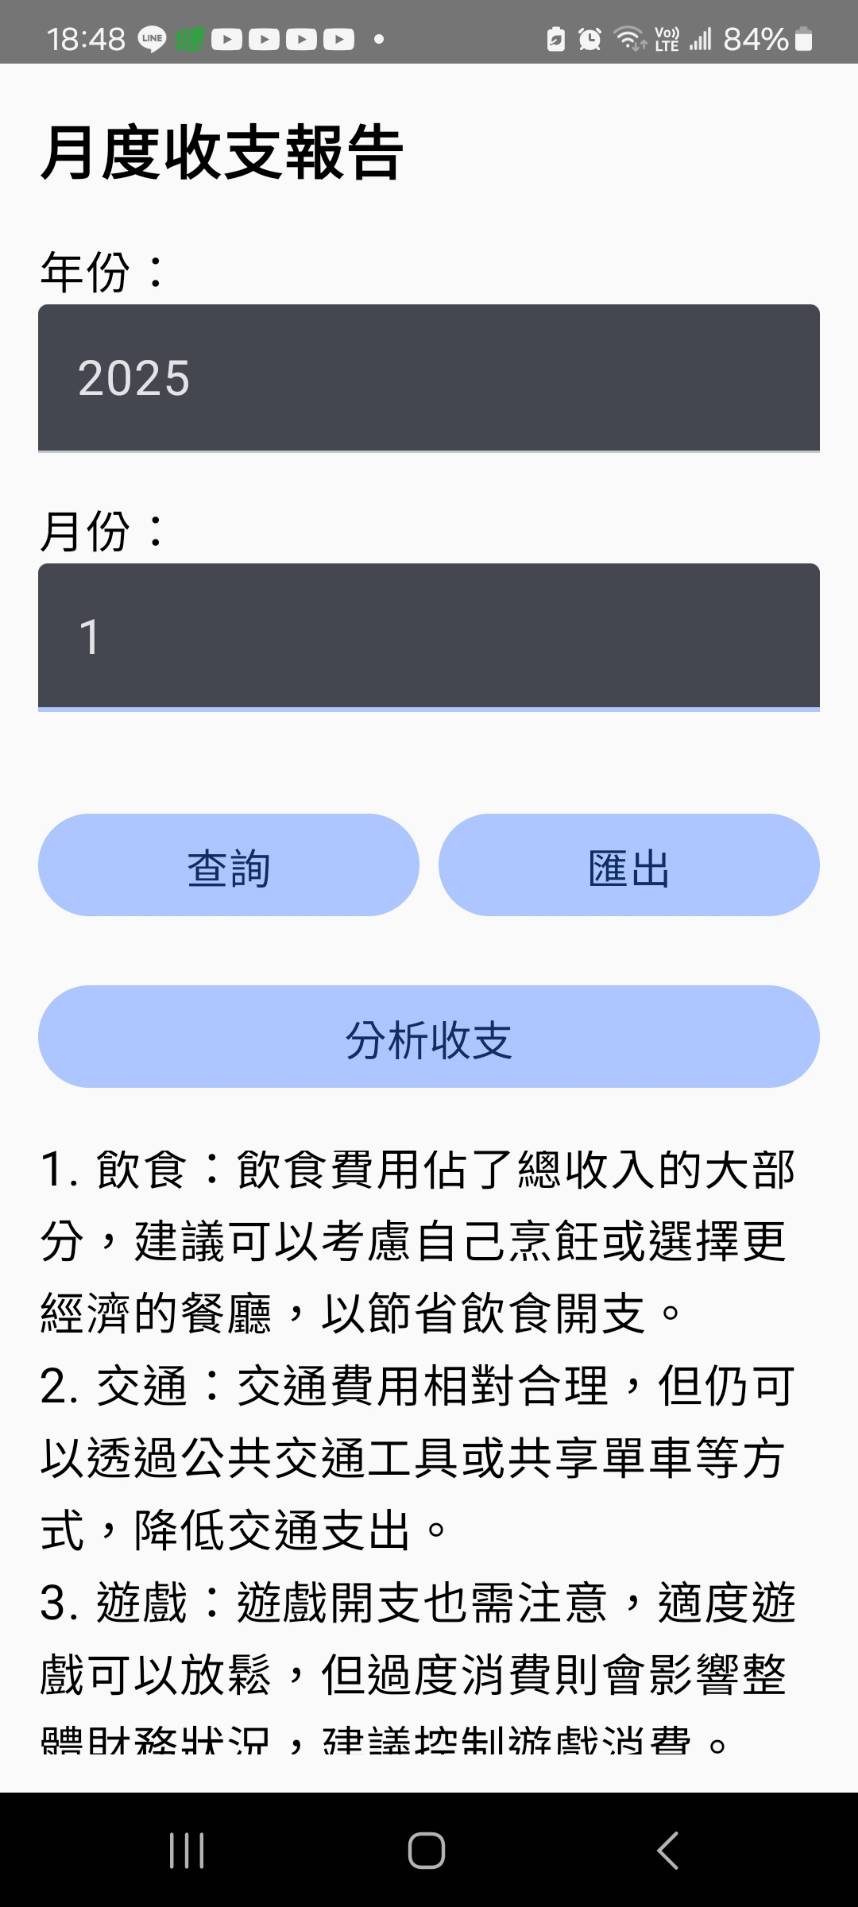 18:48 LINE Vo)) LTE 84%
月度收支報告
年份：
2025
月份：
1
查詢 匯出
分析收支
1. 飲食：飲食費用佔了總收入的大部
分，建議可以考慮自己烹飪或選擇更
經濟的餐廳，以節省飲食開支。
2. 交通：交通費用相對合理，但仍可
以透過公共交通工具或共享單車等方
式，降低交通支出。
3. 遊戲：遊戲開支也需注意，適度遊
戲可以放鬆，但過度消費則會影響整
體財務狀況，建議控制遊戲消費。